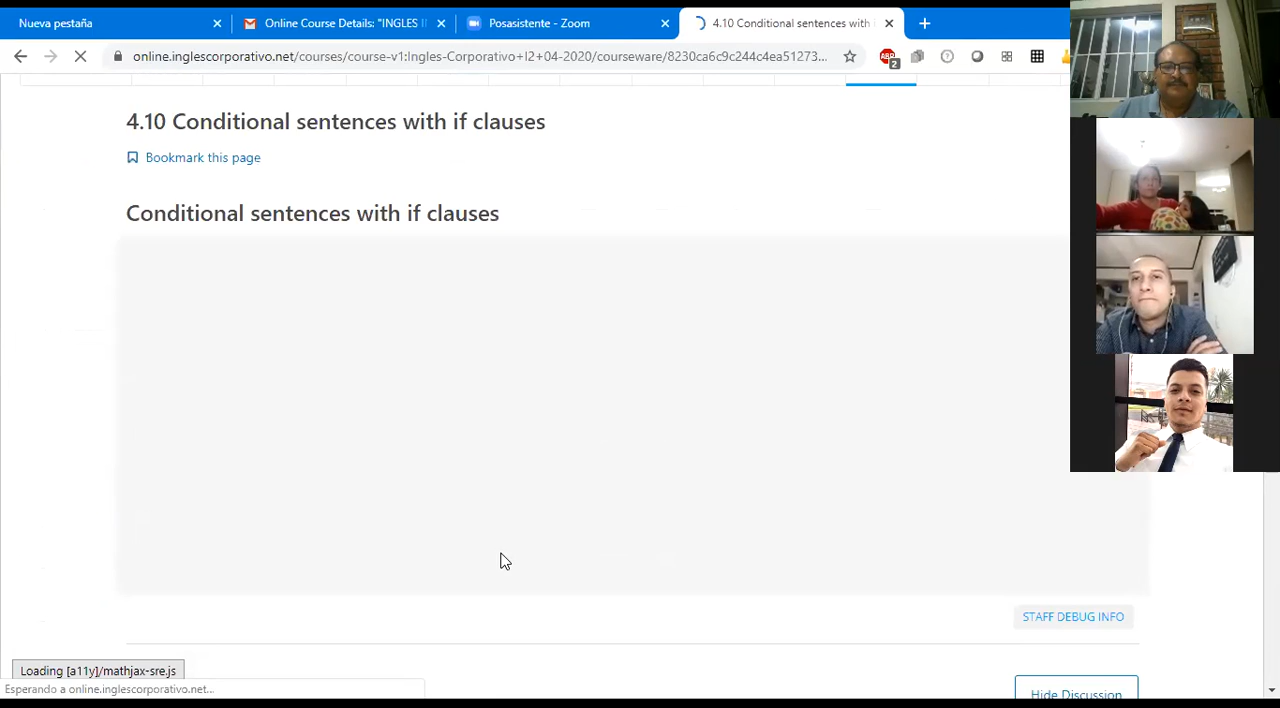 Nueva pestaña
Online Course Details: "INGLES I
Posasistente - Zoom
4.10 Conditional sentences with
online.inglescorporativo.net/courses/course-v1:Ingles-Corporativo+I2+04-2020/courseware/8230ca6c9c244c4ea51273...
2
4.10 Conditional sentences with if clauses
Bookmark this page
Conditional sentences with if clauses
STAFF DEBUG INFO
Loading [a11y]/mathjax-sre.js
Esperando a online.inglescorporativo.net...
Hide Discussion